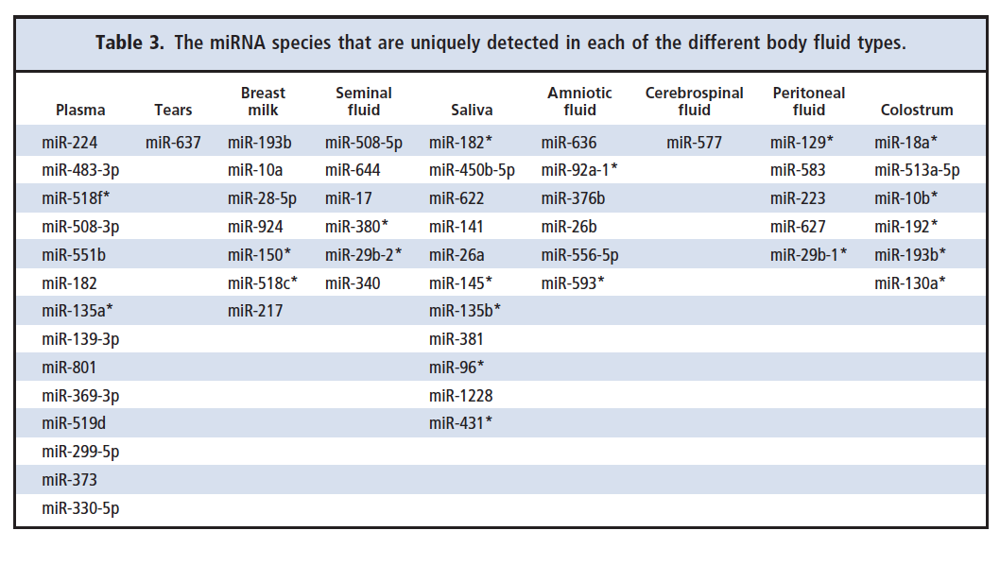 Table 3. The miRNA species that are uniquely detected in each of the different body fluid types.
Plasma Tears Breast milk Seminal fluid Saliva Amniotic fluid Cerebrospinal fluid Peritoneal fluid Colostrum
miR-224 miR-637 miR-193b miR-508-5p miR-182* miR-636 miR-577 miR-129* miR-18a*
miR-483-3p miR-10a miR-644 miR-450b-5p miR-92a-1* miR-583 miR-513a-5p
miR-518f* miR-28-5p miR-17 miR-622 miR-376b miR-223 miR-10b*
miR-508-3p miR-924 miR-380* miR-141 miR-26b miR-627 miR-192*
miR-551b miR-150* miR-29b-2* miR-26a miR-556-5p miR-29b-1* miR-193b*
miR-182 miR-518c* miR-340 miR-145* miR-593* miR-130a*
miR-135a* miR-217 miR-135b*
miR-139-3p miR-381
miR-801 miR-96*
miR-369-3p miR-1228
miR-519d miR-431*
miR-299-5p
miR-373
miR-330-5p